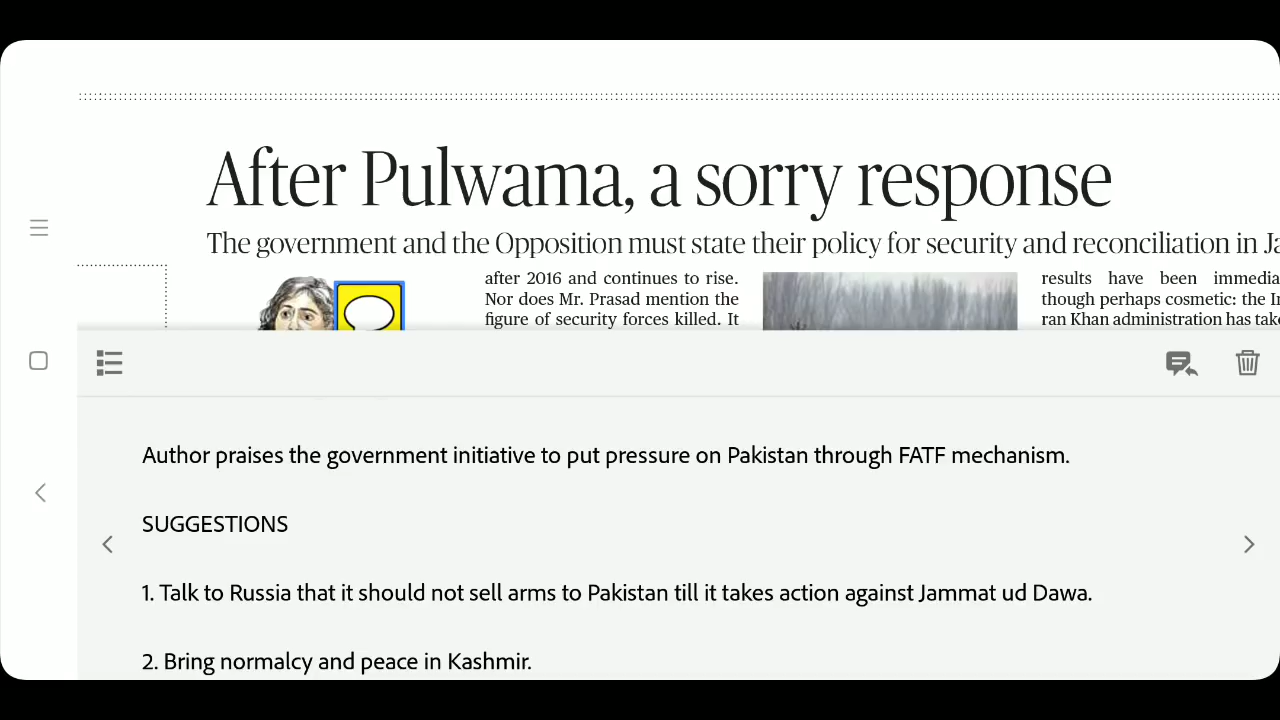 After Pulwama, a sorry response
The government and the Opposition must state their policy for security and reconciliation in Ja
after 2016 and continues to rise.
Nor does Mr. Prasad mention the
figure of security forces killed. It
results have been immedia
though perhaps cosmetic: the I
ran Khan administration has take
Author praises the government initiative to put pressure on Pakistan through FATF mechanism.
SUGGESTIONS
1. Talk to Russia that it should not sell arms to Pakistan till it takes action against Jammat ud Dawa.
2. Bring normalcy and peace in Kashmir.